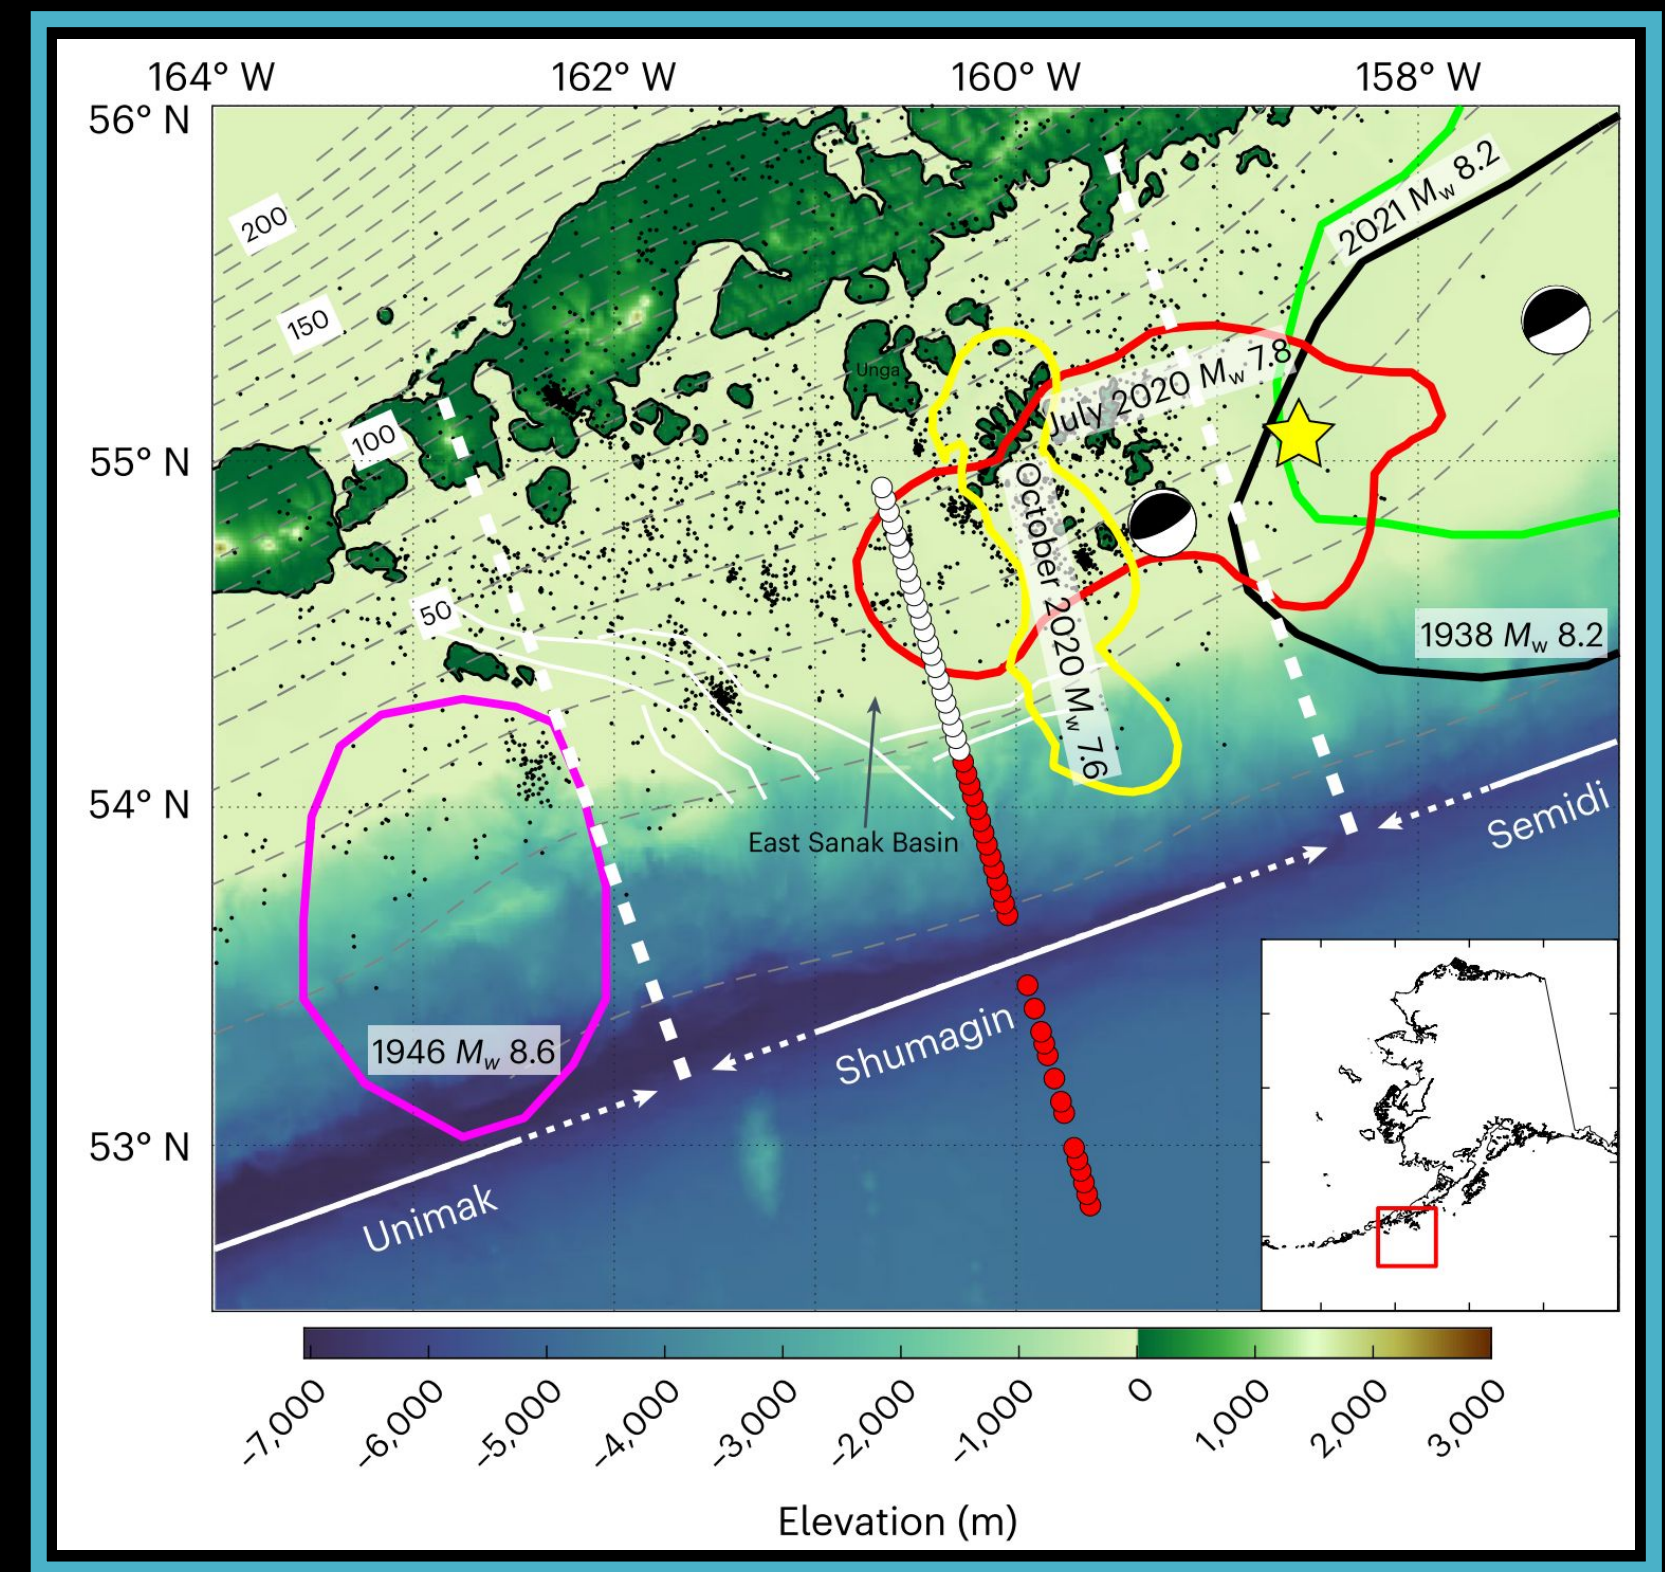 164° W
162° W
160° W
158° W
56° N
55° N
54° N
53° N
200
150
100
50
2021 Mw 8.2
Unga
July 2020 Mw 7.8
October 2020 Mw 7.6
1938 Mw 8.2
East Sanak Basin
Semidi
Shumagin
1946 Mw 8.6
Unimak
–7,000
–6,000
–5,000
–4,000
–3,000
–2,000
–1,000
0
1,000
2,000
3,000
Elevation (m)